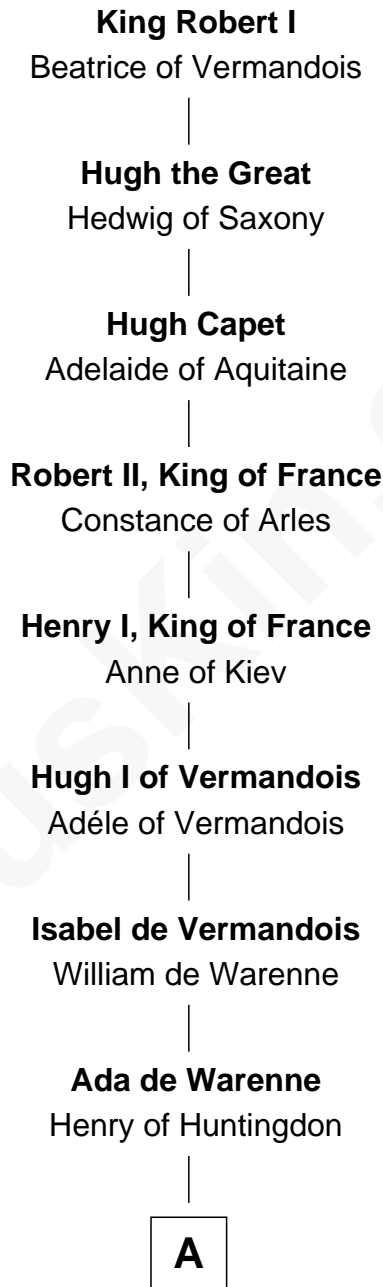 King Robert I
Beatrice of Vermandois
Hugh the Great
Hedwig of Saxony
Hugh Capet
Adelaide of Aquitaine
Robert II, King of France
Constance of Arles
Henry I, King of France
Anne of Kiev
Hugh I of Vermandois
Adéle of Vermandois
Isabel de Vermandois
William de Warenne
Ada de Warenne
Henry of Huntingdon
A